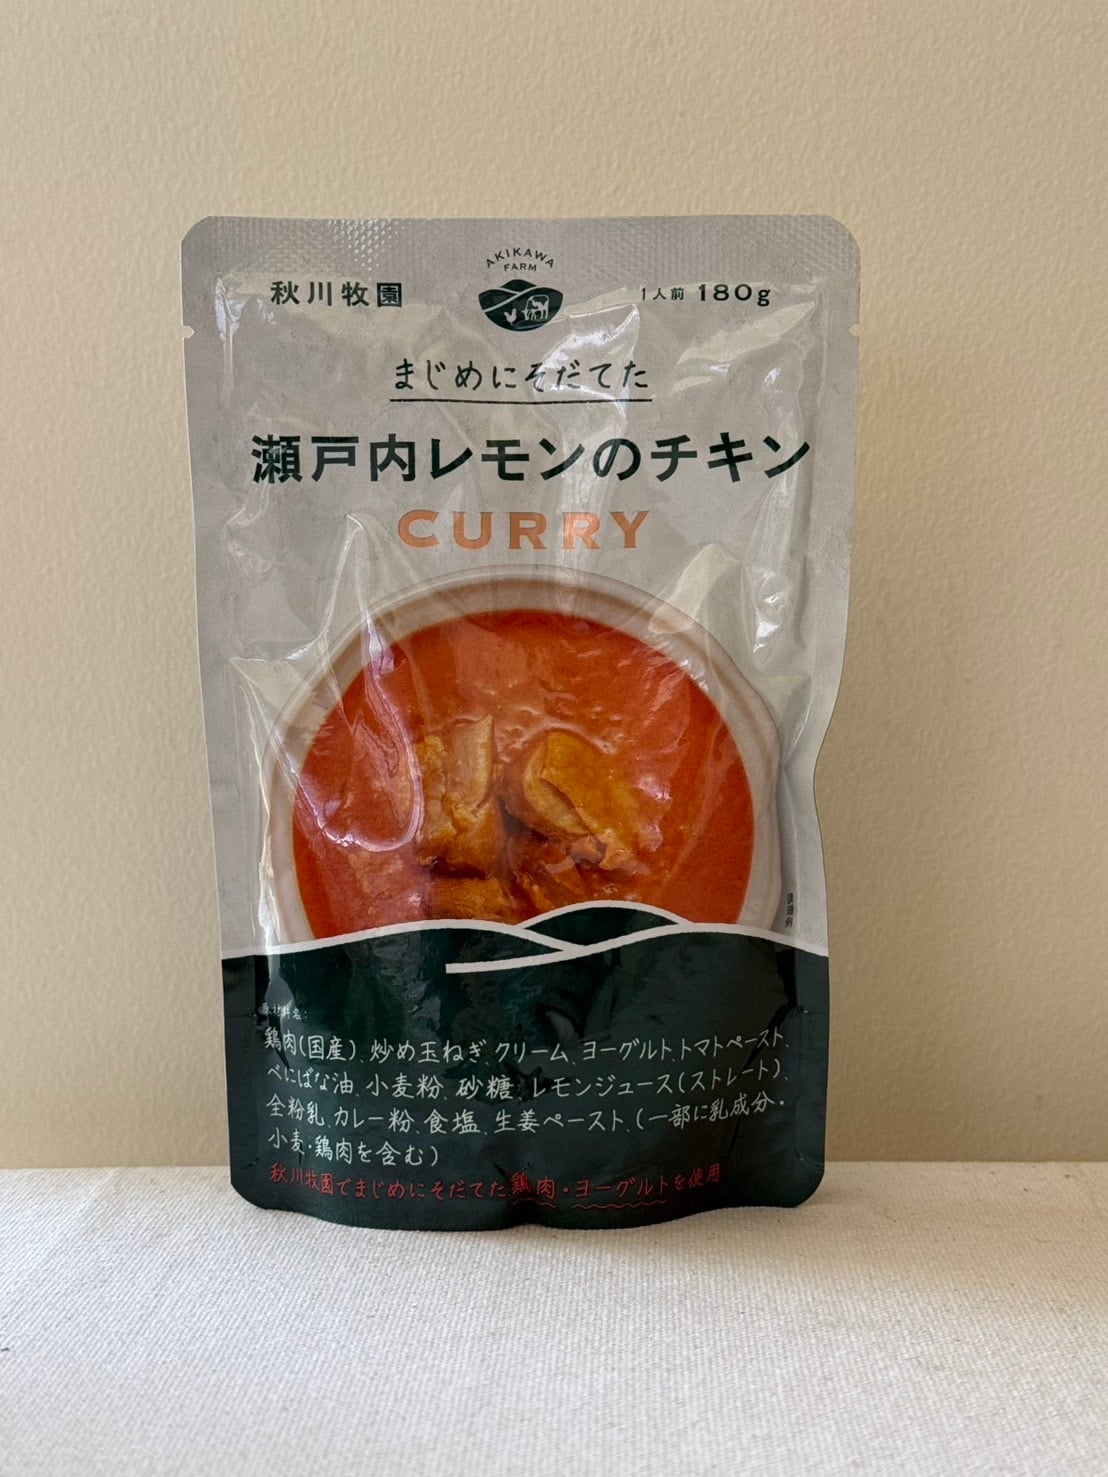 AKIKAWA
FARM
秋川牧園
1人前 180g
まじめにそだてた
瀬戸内レモンのチキン
CURRY
調理例
原材料名:
鶏肉(国産)、炒め玉ねぎ、クリーム、ヨーグルト、トマトペースト、
べにばな油、小麦粉、砂糖、レモンジュース(ストレート)、
全粉乳、カレー粉、食塩、生姜ペースト、(一部に乳成分・
小麦・鶏肉を含む)
秋川牧園でまじめにそだてた鶏肉・ヨーグルトを使用